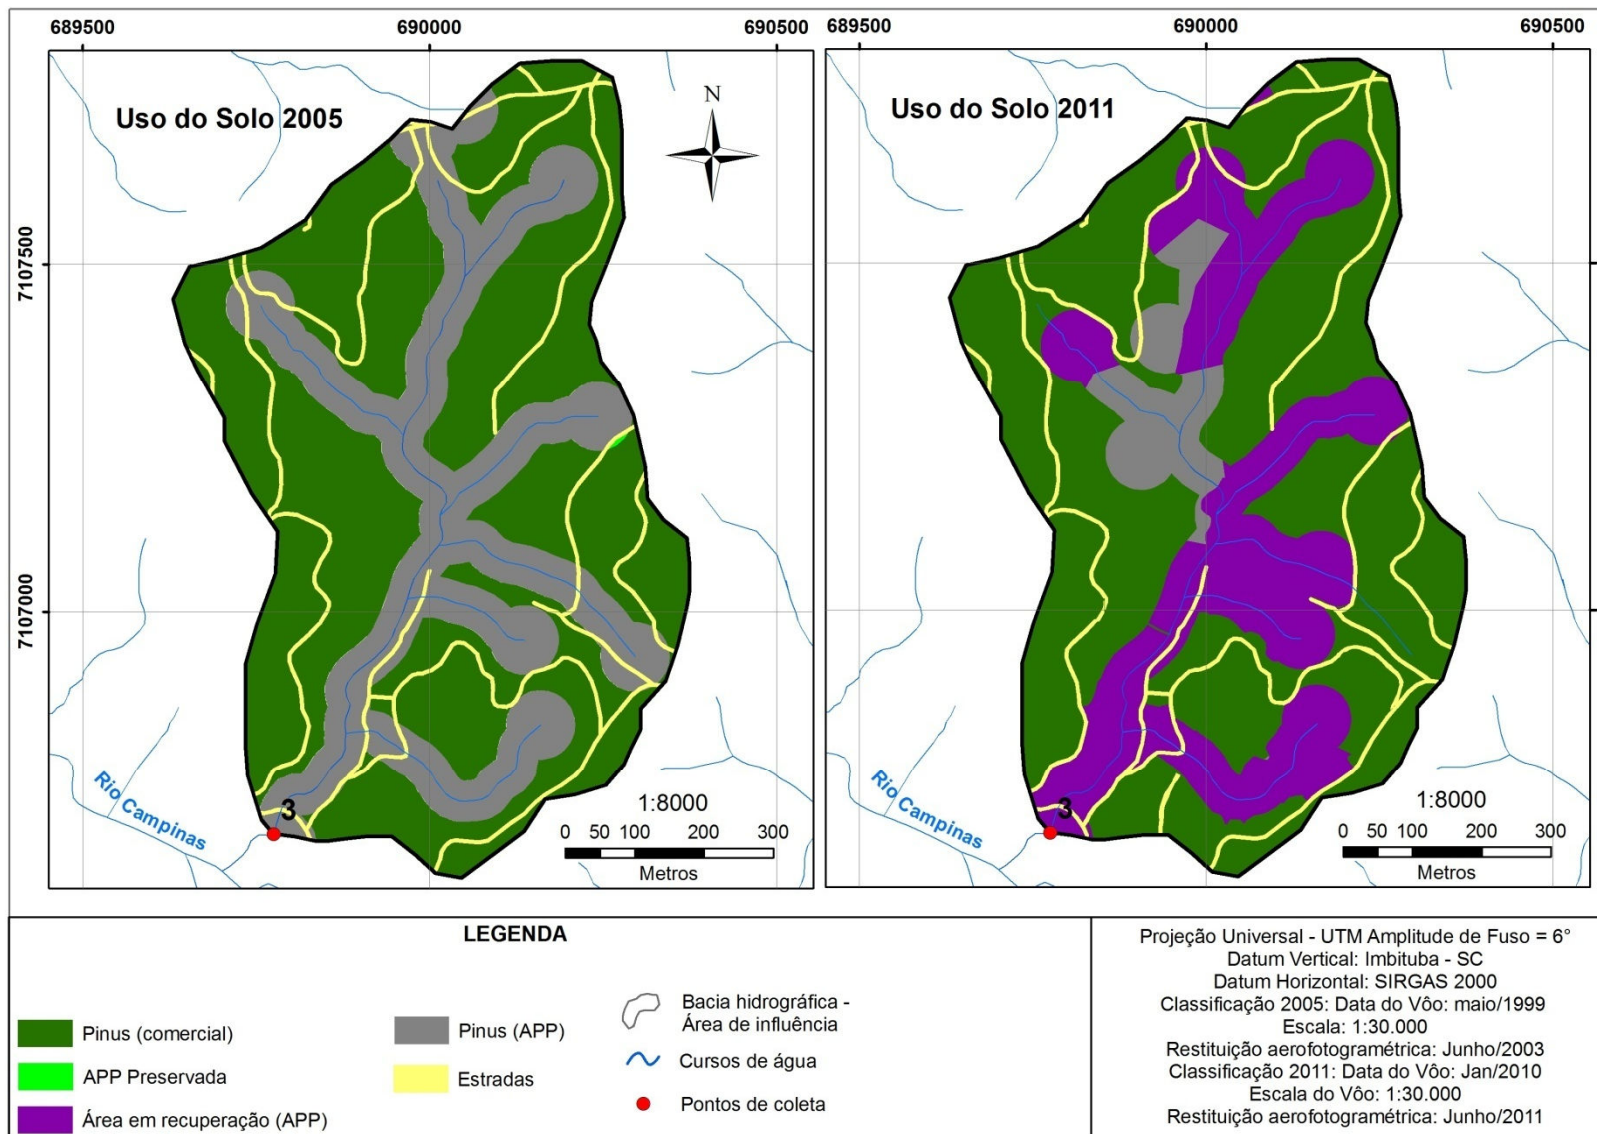 689500 690000 690500
689500 690000 690500
Uso do Solo 2005
N
Uso do Solo 2011
7107500
7107000
Rio Campinas
3
1:8000
0 50 100 200 300
Metros
Rio Campinas
3
1:8000
0 50 100 200 300
Metros
LEGENDA
Pinus (comercial)
APP Preservada
Área em recuperação (APP)
Pinus (APP)
Estradas
Bacia hidrográfica -
Área de influência
Cursos de água
Pontos de coleta
Projeção Universal - UTM Amplitude de Fuso = 6°
Datum Vertical: Imbituba - SC
Datum Horizontal: SIRGAS 2000
Classificação 2005: Data do Vôo: maio/1999
Escala: 1:30.000
Restituição aerofotogramétrica: Junho/2003
Classificação 2011: Data do Vôo: Jan/2010
Escala do Vôo: 1:30.000
Restituição aerofotogramétrica: Junho/2011